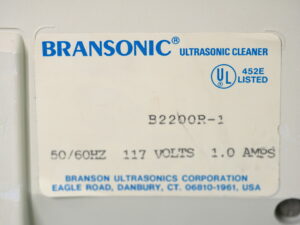 BRANSONIC® ULTRASONIC CLEANER
UL® 452E
LISTED
B2200R-1
50/60HZ 117 VOLTS 1.0 AMPS
BRANSON ULTRASONICS CORPORATION
EAGLE ROAD, DANBURY, CT. 06810-1961, USA